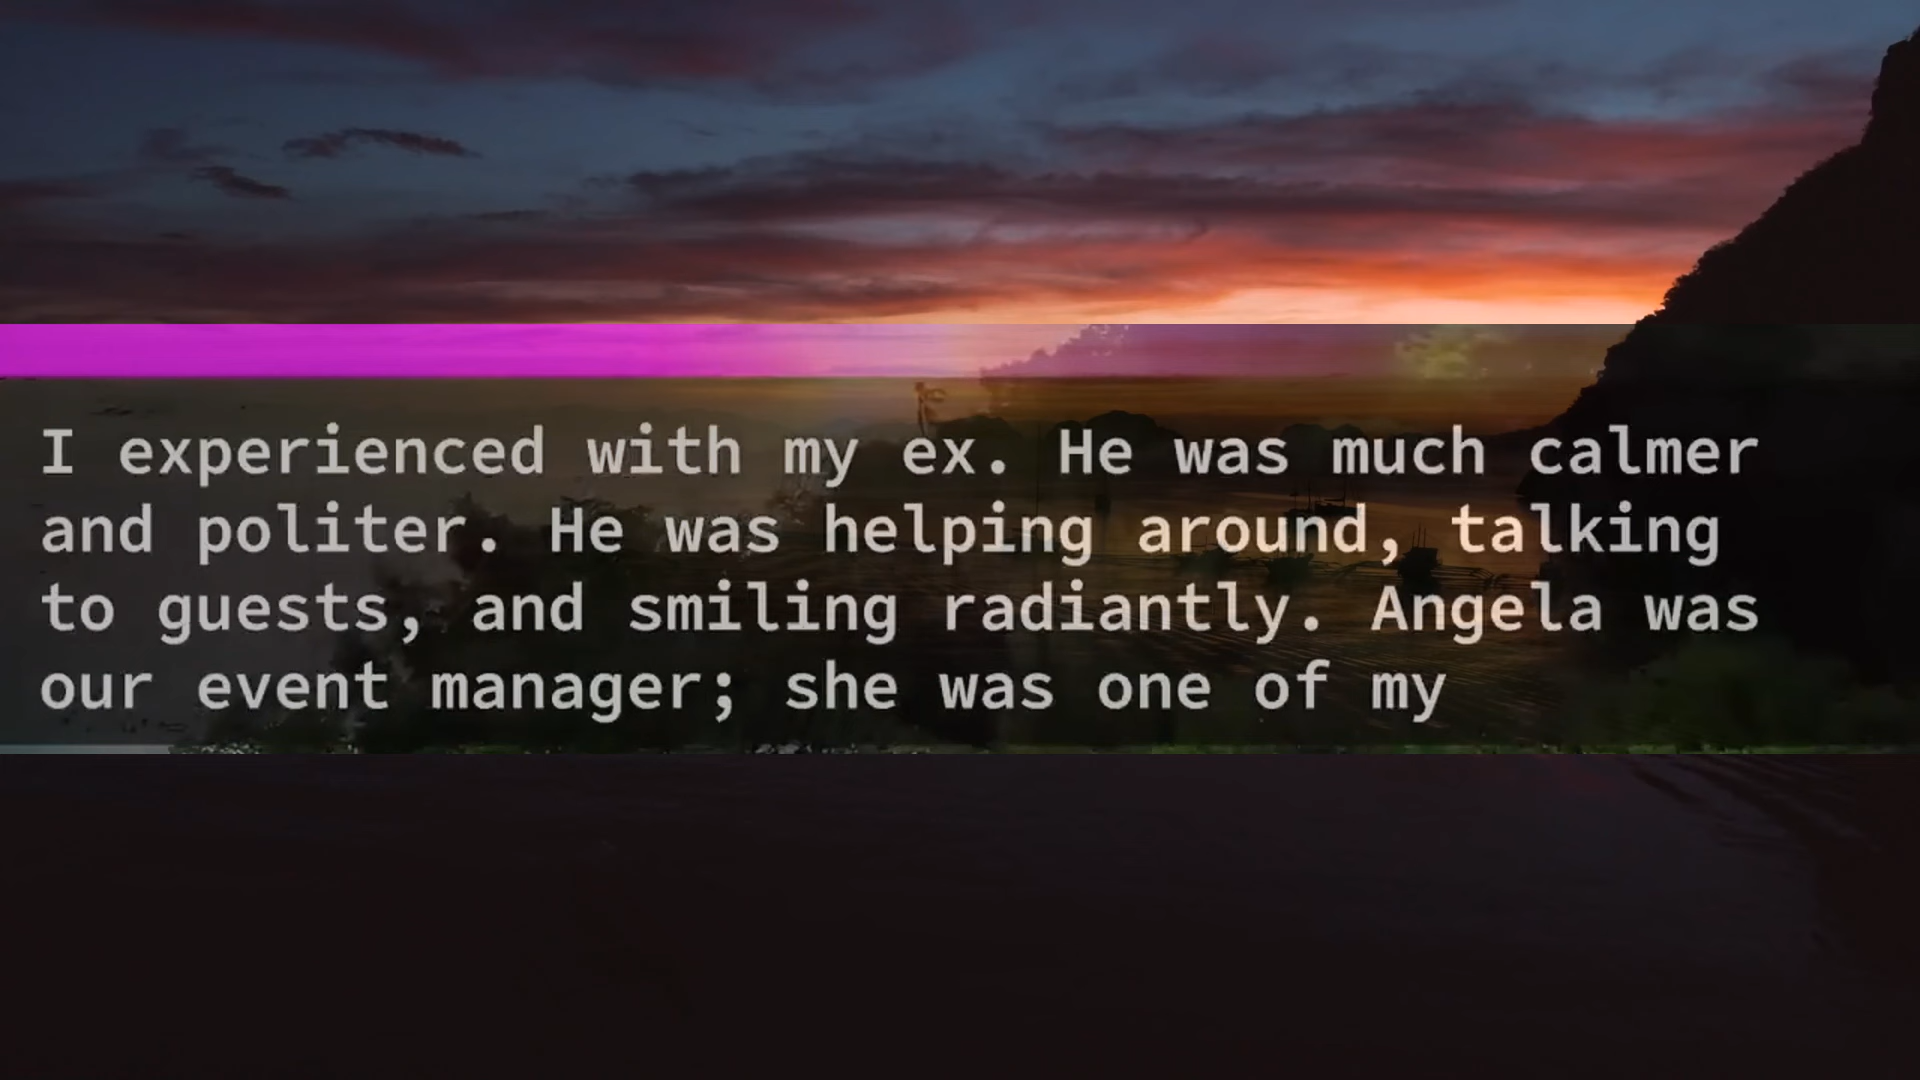 I experienced with my ex. He was much calmer
and politer. He was helping around, talking
to guests, and smiling radiantly. Angela was
our event manager; she was one of my